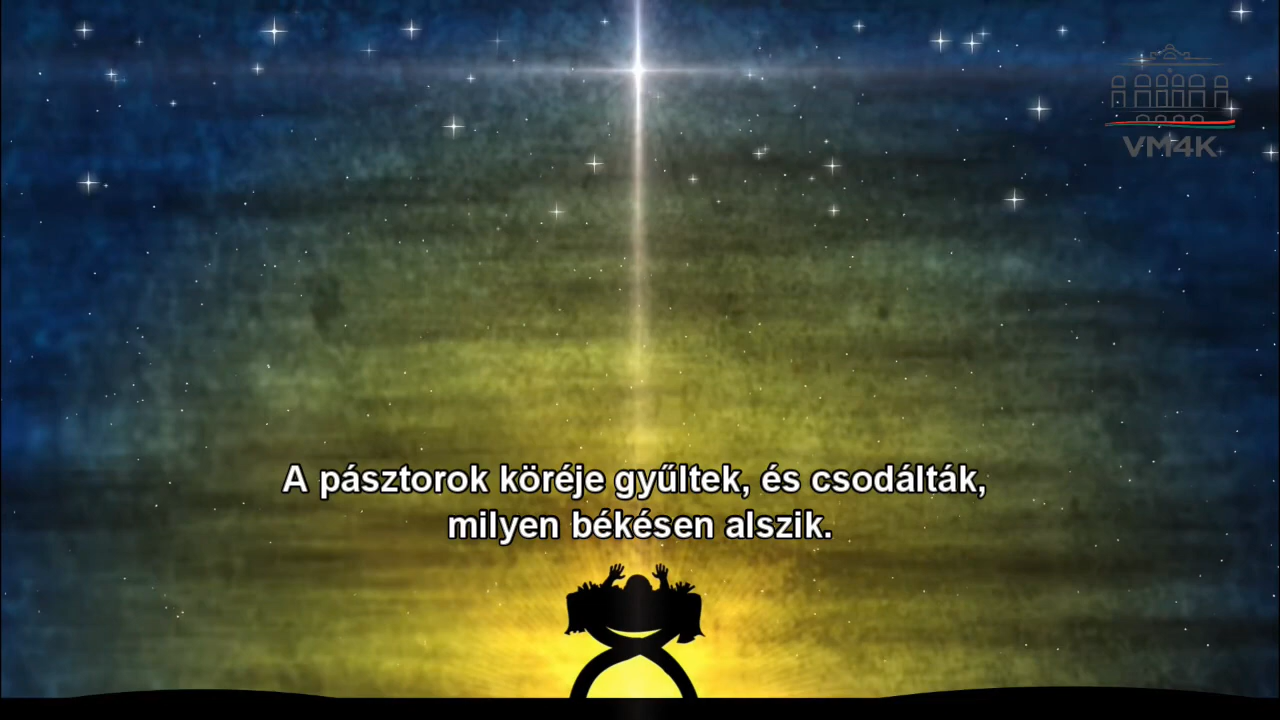 VM4K
A pásztorok köréje gyűltek, és csodálták,
milyen békésen alszik.